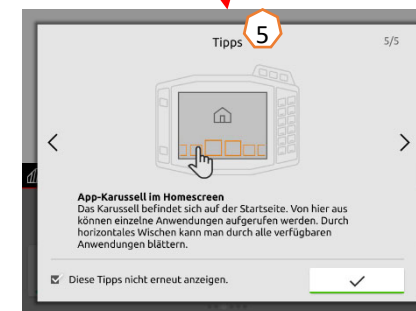 Tipps
5
5/5
App-Karussell im Homescreen
Das Karussell befindet sich auf der Startseite. Von hier aus
können einzelne Anwendungen aufgerufen werden. Durch
horizontales Wischen kann man durch alle verfügbaren
Anwendungen blättern.
Diese Tipps nicht erneut anzeigen.